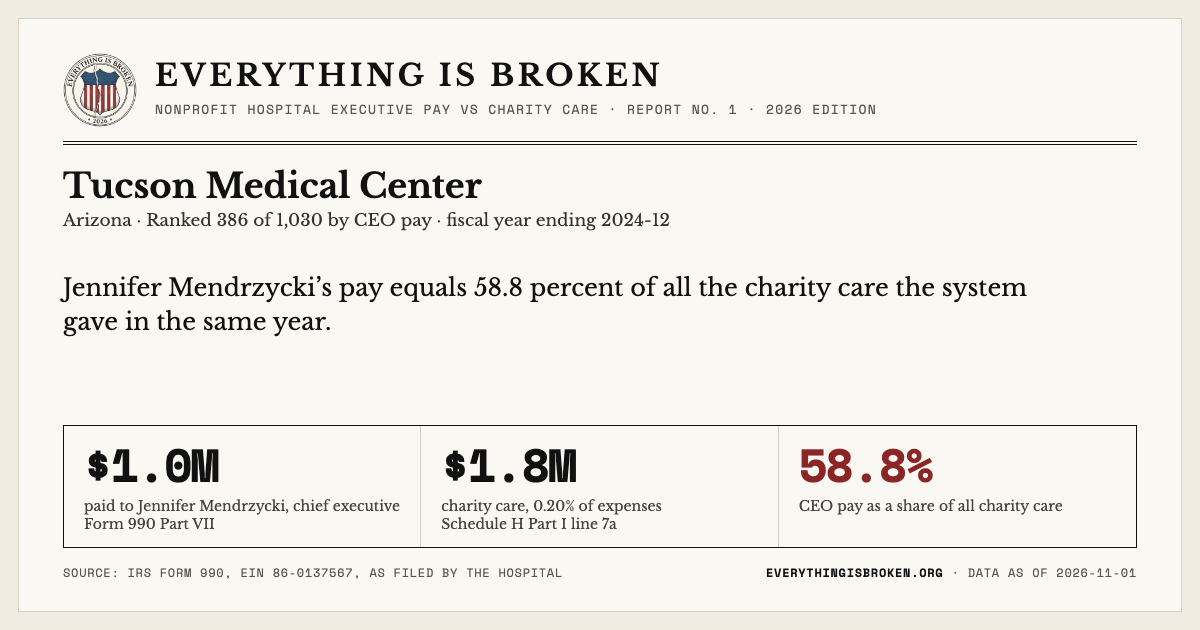 EVERYTHING IS BROKEN
· 2026 ·
EVERYTHING IS BROKEN
NONPROFIT HOSPITAL EXECUTIVE PAY VS CHARITY CARE · REPORT NO. 1 · 2026 EDITION
Tucson Medical Center
Arizona · Ranked 386 of 1,030 by CEO pay · fiscal year ending 2024-12
Jennifer Mendrzycki’s pay equals 58.8 percent of all the charity care the system
gave in the same year.
$1.0M
paid to Jennifer Mendrzycki, chief executive
Form 990 Part VII
$1.8M
charity care, 0.20% of expenses
Schedule H Part I line 7a
58.8%
CEO pay as a share of all charity care
SOURCE: IRS FORM 990, EIN 86-0137567, AS FILED BY THE HOSPITAL
EVERYTHINGISBROKEN.ORG · DATA AS OF 2026-11-01